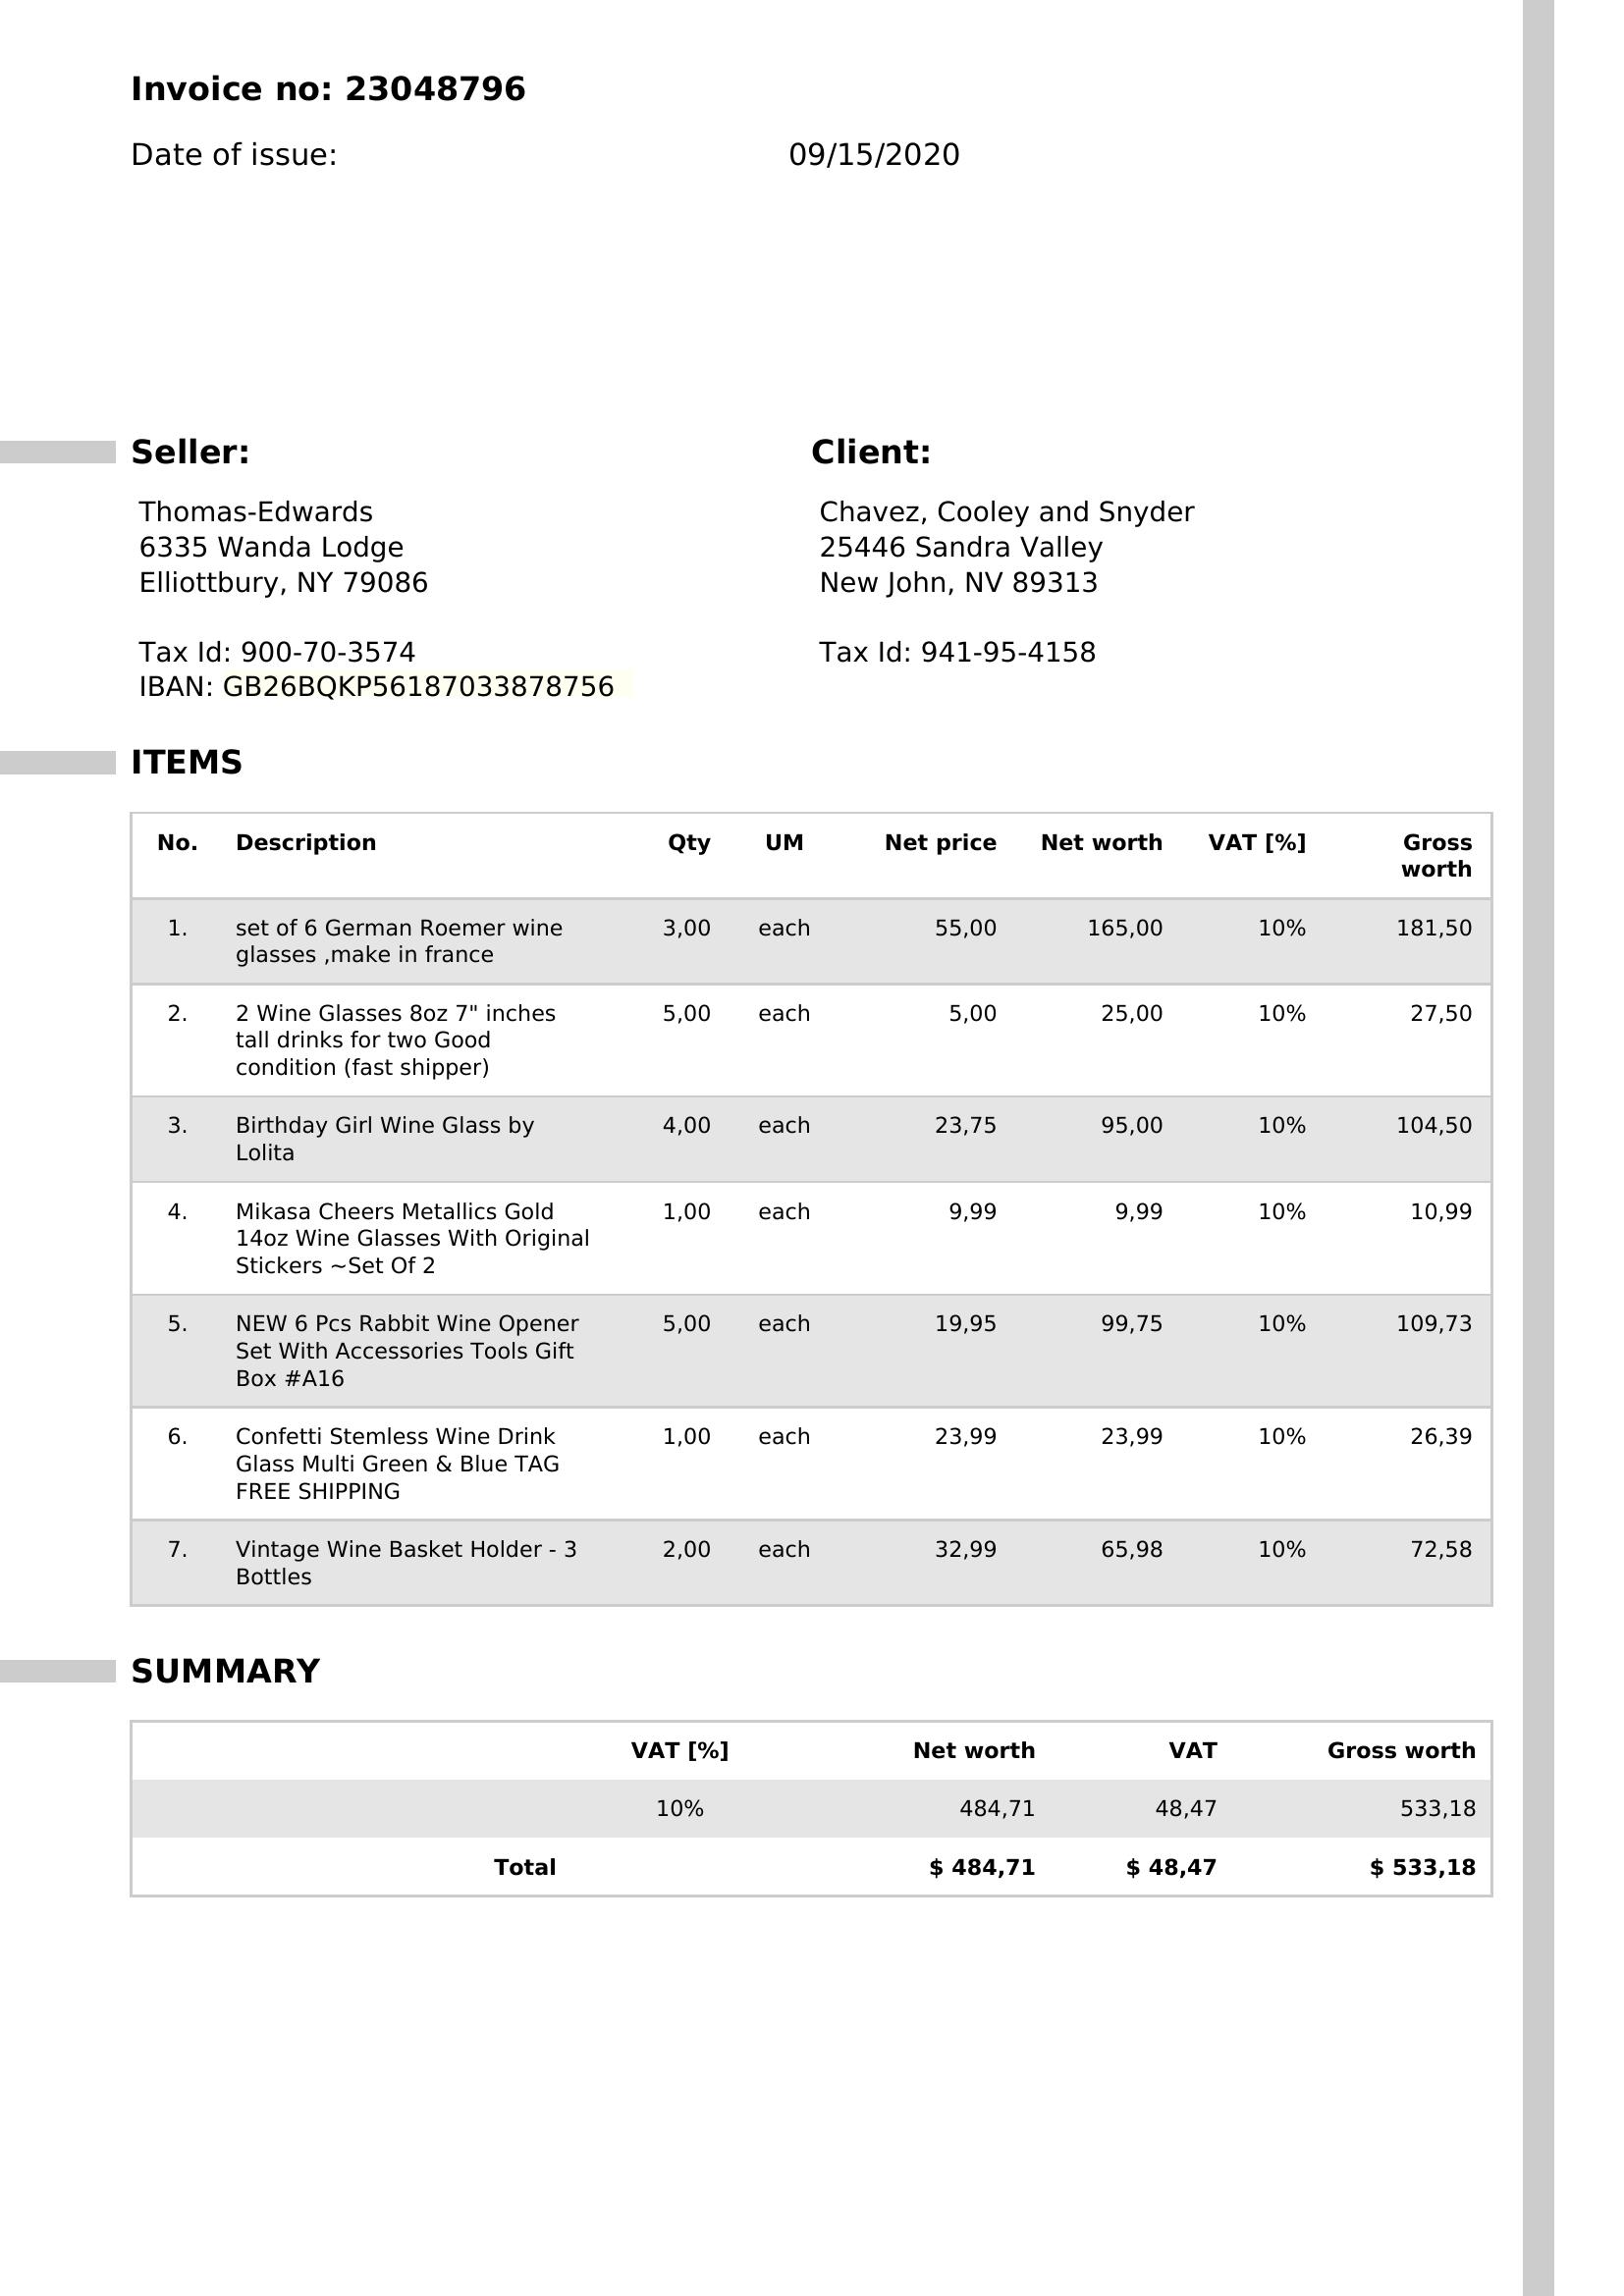 Invoice no: 23048796
Date of issue: 09/15/2020
Seller: Client:
Thomas-Edwards
6335 Wanda Lodge
Elliottbury, NY 79086
Tax Id: 900-70-3574
IBAN: GB26BQKP56187033878756
Chavez, Cooley and Snyder
25446 Sandra Valley
New John, NV 89313
Tax Id: 941-95-4158
ITEMS
No. Description Qty UM Net price Net worth VAT [%] Gross
worth
1. set of 6 German Roemer wine 3,00 each 55,00 165,00 10% 181,50
glasses ,make in france
2. 2 Wine Glasses 8oz 7" inches 5,00 each 5,00 25,00 10% 27,50
tall drinks for two Good
condition (fast shipper)
3. Birthday Girl Wine Glass by 4,00 each 23,75 95,00 10% 104,50
Lolita
4. Mikasa Cheers Metallics Gold 1,00 each 9,99 9,99 10% 10,99
14oz Wine Glasses With Original
Stickers ~Set Of 2
5. NEW 6 Pcs Rabbit Wine Opener 5,00 each 19,95 99,75 10% 109,73
Set With Accessories Tools Gift
Box #A16
6. Confetti Stemless Wine Drink 1,00 each 23,99 23,99 10% 26,39
Glass Multi Green & Blue TAG
FREE SHIPPING
7. Vintage Wine Basket Holder - 3 2,00 each 32,99 65,98 10% 72,58
Bottles
SUMMARY
VAT [%] Net worth VAT Gross worth
10% 484,71 48,47 533,18
Total $ 484,71 $ 48,47 $ 533,18